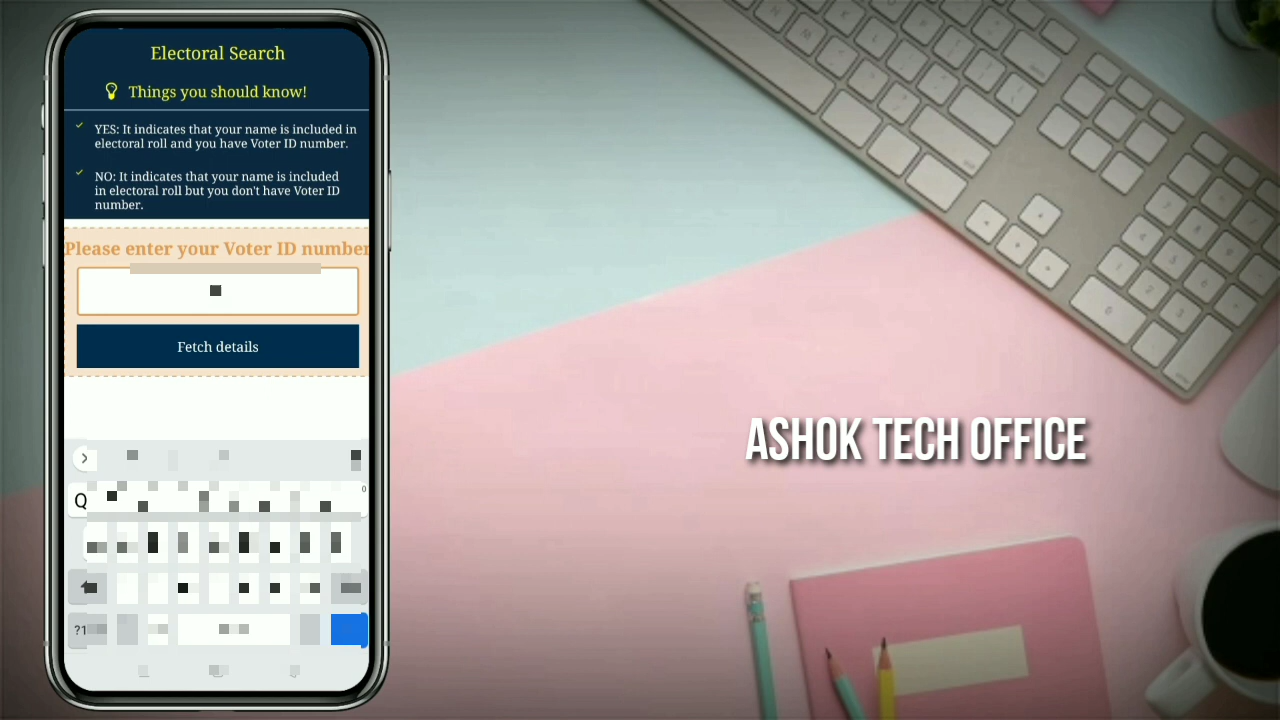 Electoral Search
Things you should know!
YES: It indicates that your name is included in
electoral roll and you have Voter ID number.
NO: It indicates that your name is included
in electoral roll but you don't have Voter ID
number.
Please enter your Voter ID number
Fetch details
Q
?1
ASHOK TECH OFFICE